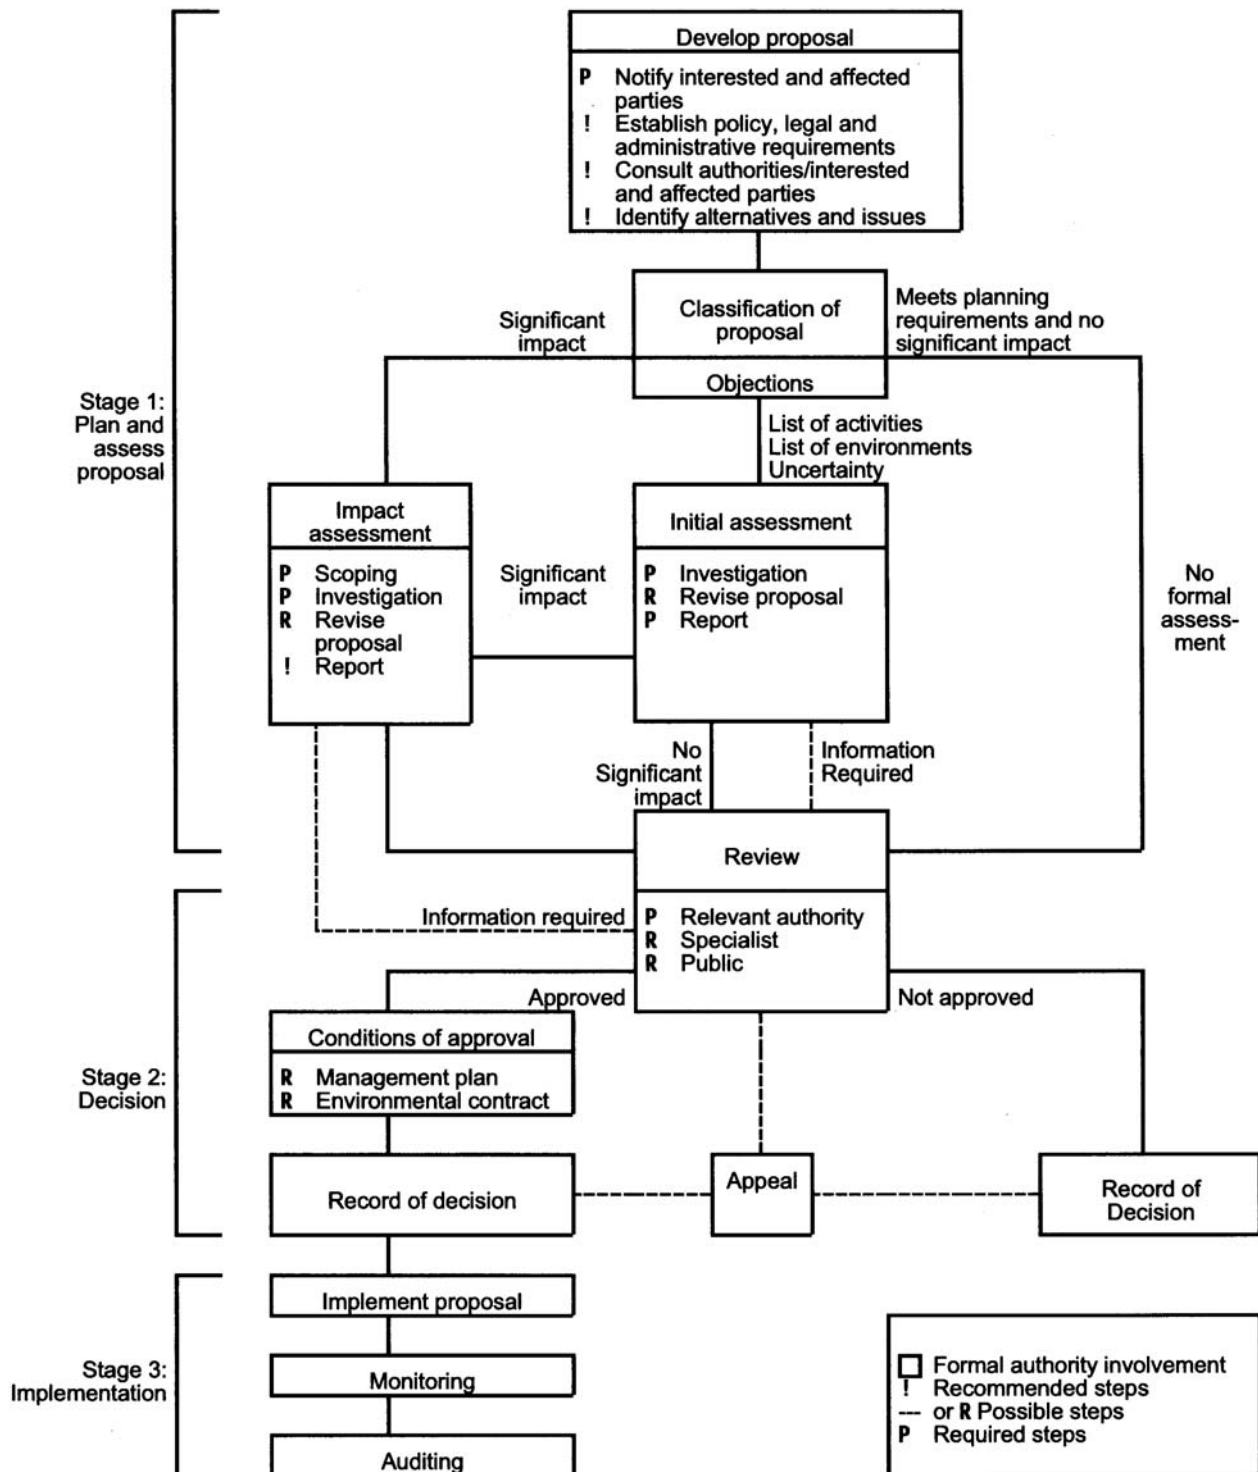 Develop proposal
P Notify interested and affected
parties
! Establish policy, legal and
administrative requirements
! Consult authorities/interested
and affected parties
! Identify alternatives and issues
Classification of
proposal
Objections
Significant
impact
Meets planning
requirements and no
significant impact
List of activities
List of environments
Uncertainty
Stage 1:
Plan and
assess
proposal
Impact
assessment
P Scoping
P Investigation
R Revise
proposal
! Report
Significant
impact
Initial assessment
P Investigation
R Revise proposal
P Report
No
formal
assess-
ment
No
Significant
impact
Information
Required
Review
P Relevant authority
R Specialist
R Public
Information required
Approved
Not approved
Stage 2:
Decision
Conditions of approval
R Management plan
R Environmental contract
Record of decision
Appeal
Record of
Decision
Stage 3:
Implementation
Implement proposal
Monitoring
Auditing
Formal authority involvement
! Recommended steps
--- or R Possible steps
P Required steps